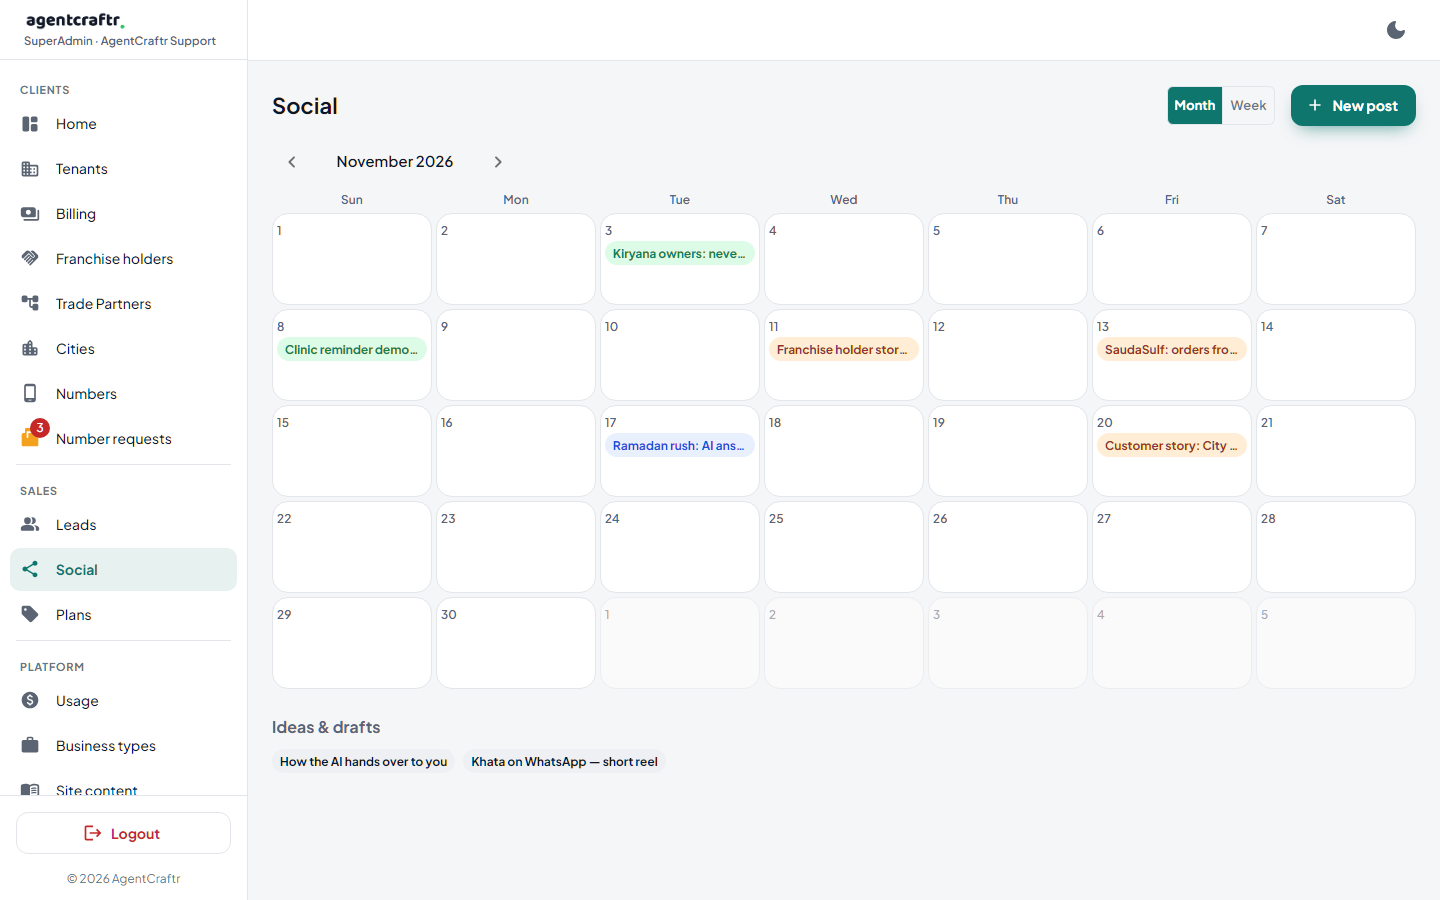 agentcraftr.
SuperAdmin · AgentCraftr Support
CLIENTS
Home
Tenants
Billing
Franchise holders
Trade Partners
Cities
Numbers
3
Number requests
SALES
Leads
Social
Plans
PLATFORM
Usage
Business types
Site content
Logout
© 2026 AgentCraftr
Social
Month
Week
+ New post
November 2026
Sun Mon Tue Wed Thu Fri Sat
1 2 3 4 5 6 7
Kiryana owners: neve...
8 9 10 11 12 13 14
Clinic reminder demo... Franchise holder stor... SaudaSulf: orders fro...
15 16 17 18 19 20 21
Ramadan rush: AI ans... Customer story: City ...
22 23 24 25 26 27 28
29 30 1 2 3 4 5
Ideas & drafts
How the AI hands over to you
Khata on WhatsApp — short reel